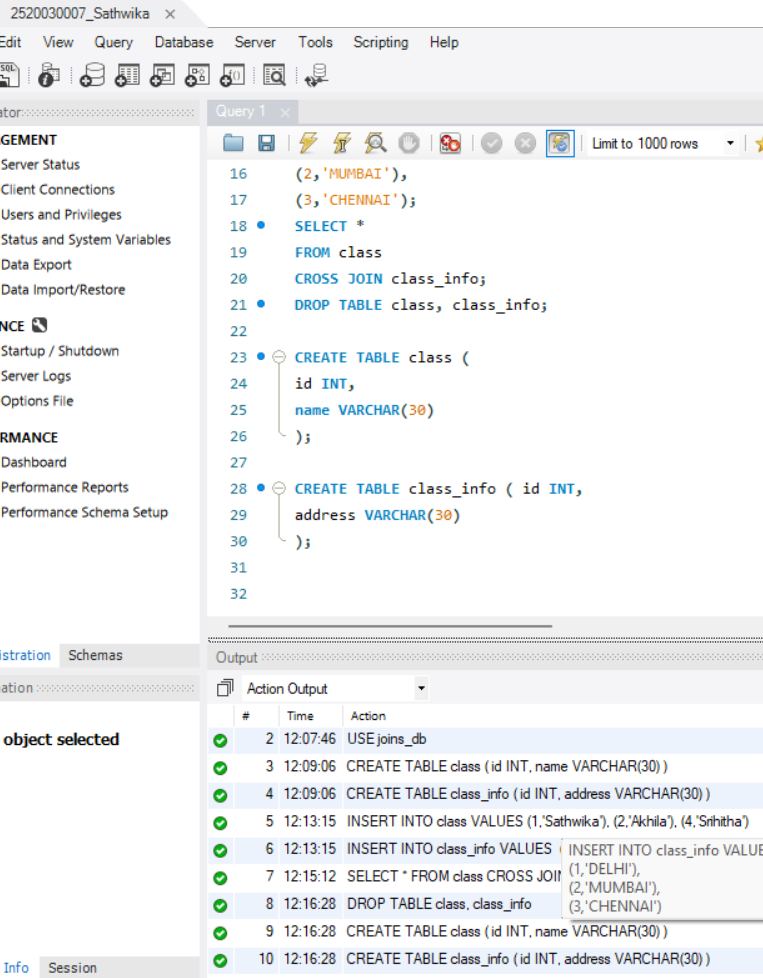 2520030007_Sathwika ×
Edit View Query Database Server Tools Scripting Help
SQL
ator
GEMENT
Server Status
Client Connections
Users and Privileges
Status and System Variables
Data Export
Data Import/Restore
NCE
Startup / Shutdown
Server Logs
Options File
RMANCE
Dashboard
Performance Reports
Performance Schema Setup
istration Schemas
ation
object selected
Info Session
Query 1 ×
Limit to 1000 rows
16 (2,'MUMBAI'),
17 (3,'CHENNAI');
18 SELECT *
19 FROM class
20 CROSS JOIN class_info;
21 DROP TABLE class, class_info;
22
23 CREATE TABLE class (
24 id INT,
25 name VARCHAR(30)
26 );
27
28 CREATE TABLE class_info ( id INT,
29 address VARCHAR(30)
30 );
31
32
Output
Action Output
# Time Action
2 12:07:46 USE joins_db
3 12:09:06 CREATE TABLE class ( id INT, name VARCHAR(30) )
4 12:09:06 CREATE TABLE class_info ( id INT, address VARCHAR(30) )
5 12:13:15 INSERT INTO class VALUES (1,'Sathwika'), (2,'Akhila'), (4,'Srihitha')
6 12:13:15 INSERT INTO class_info VALUES (
7 12:15:12 SELECT * FROM class CROSS JOIN
8 12:16:28 DROP TABLE class, class_info
9 12:16:28 CREATE TABLE class ( id INT, name VARCHAR(30) )
10 12:16:28 CREATE TABLE class_info ( id INT, address VARCHAR(30) )
INSERT INTO class_info VALUE
(1,'DELHI'),
(2,'MUMBAI'),
(3,'CHENNAI')